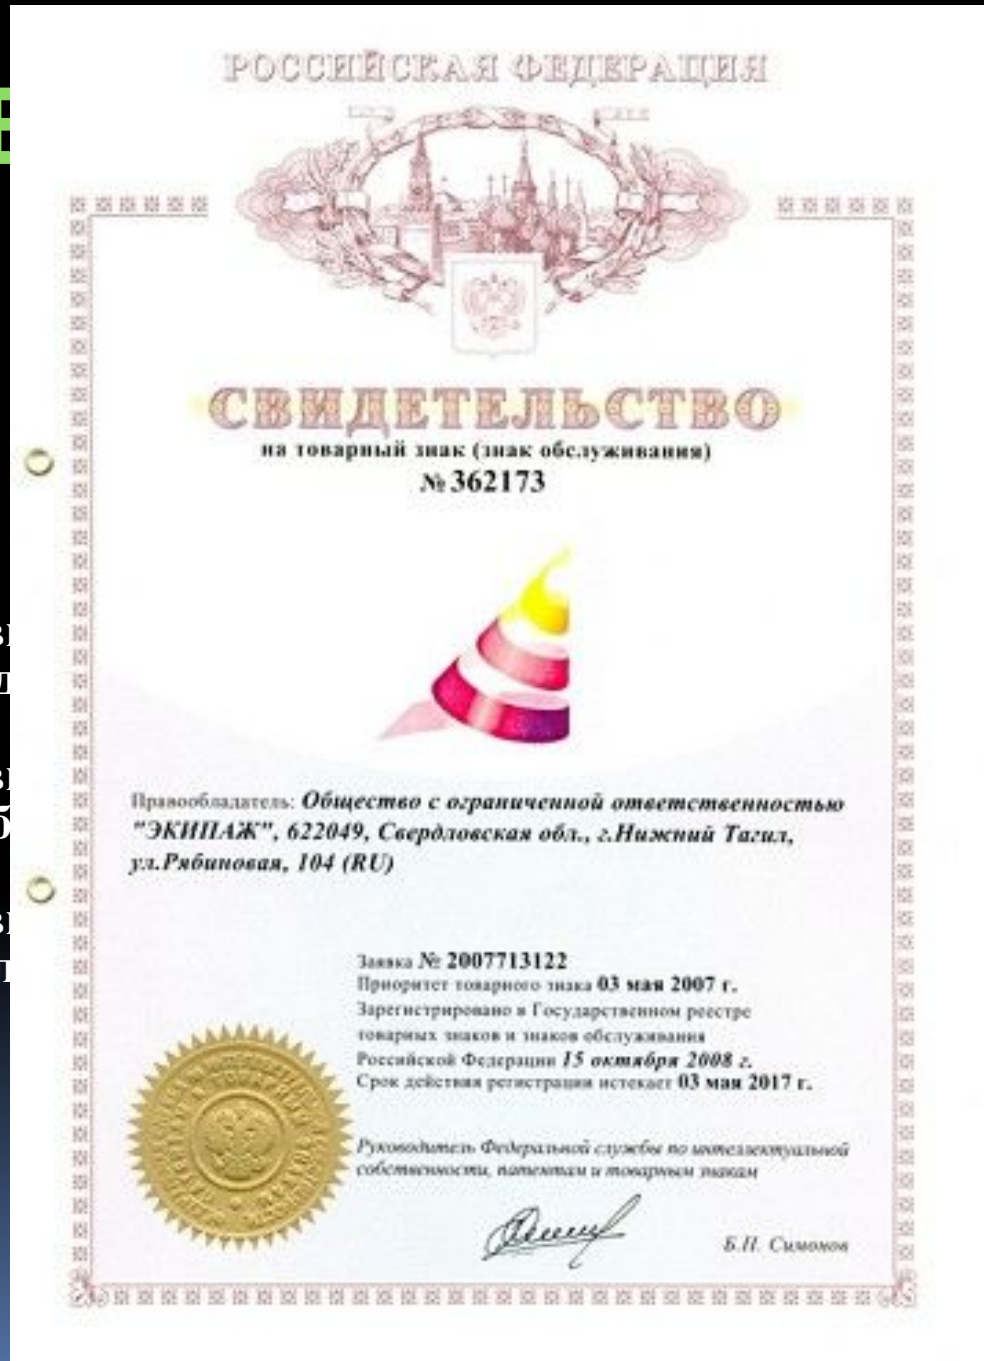 РОССИЙСКАЯ ФЕДЕРАЦИЯ
СВИДЕТЕЛЬСТВО
на товарный знак (знак обслуживания)
№ 362173
Правообладатель: Общество с ограниченной ответственностью
"ЭКИПАЖ", 622049, Свердловская обл., г.Нижний Тагил,
ул.Рябиновая, 104 (RU)
Заявка № 2007713122
Приоритет товарного знака 03 мая 2007 г.
Зарегистрировано в Государственном реестре
товарных знаков и знаков обслуживания
Российской Федерации 15 октября 2008 г.
Срок действия регистрации истекает 03 мая 2017 г.
Руководитель Федеральной службы по интеллектуальной
собственности, патентам и товарным знакам
Б.П. Симонов